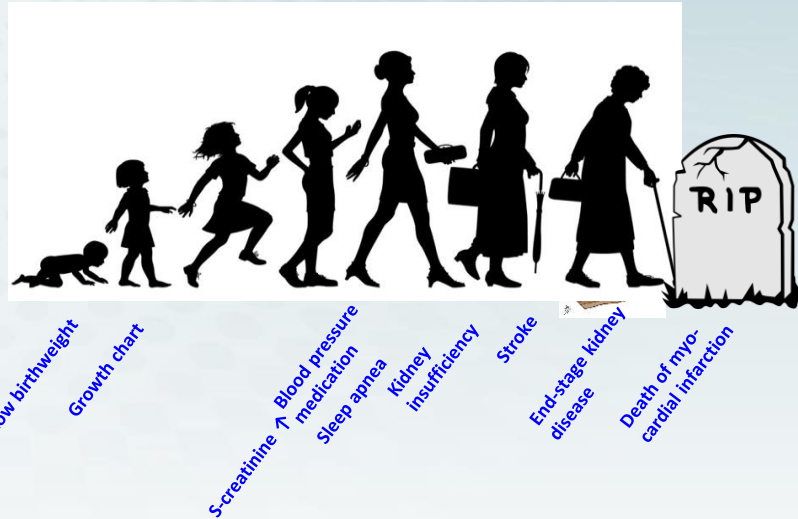 RIP
ow birthweight
Growth chart
S-creatinine ↑
Blood pressure
medication
Sleep apnea
Kidney
insufficiency
Stroke
End-stage kidney
disease
Death of myo-
cardial infarction